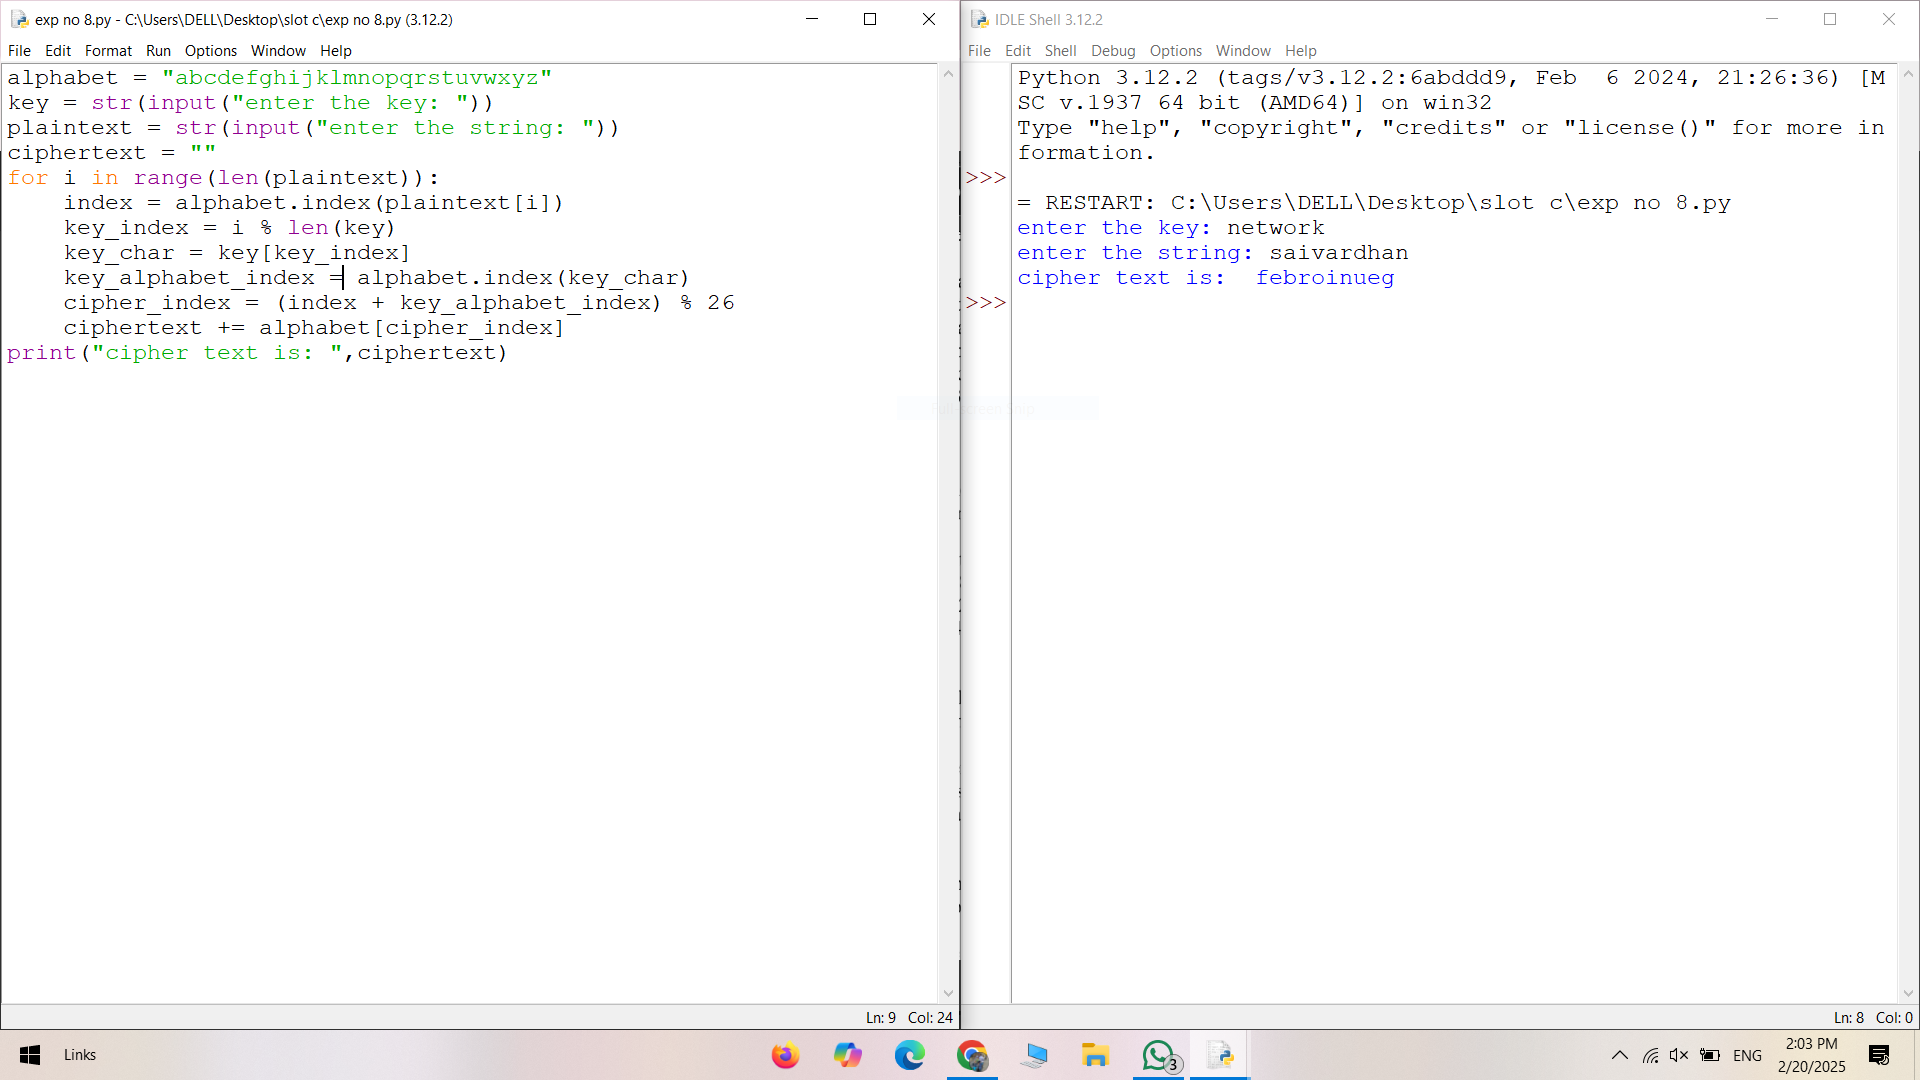 exp no 8.py - C:\Users\DELL\Desktop\slot c\exp no 8.py (3.12.2)
File Edit Format Run Options Window Help
alphabet = "abcdefghijklmnopqrstuvwxyz"
key = str(input("enter the key: "))
plaintext = str(input("enter the string: "))
ciphertext = ""
for i in range(len(plaintext)):
    index = alphabet.index(plaintext[i])
    key_index = i % len(key)
    key_char = key[key_index]
    key_alphabet_index = alphabet.index(key_char)
    cipher_index = (index + key_alphabet_index) % 26
    ciphertext += alphabet[cipher_index]
print("cipher text is: ",ciphertext)
Ln: 9 Col: 24
IDLE Shell 3.12.2
File Edit Shell Debug Options Window Help
Python 3.12.2 (tags/v3.12.2:6abddd9, Feb  6 2024, 21:26:36) [M
SC v.1937 64 bit (AMD64)] on win32
Type "help", "copyright", "credits" or "license()" for more in
formation.
>>>
= RESTART: C:\Users\DELL\Desktop\slot c\exp no 8.py
enter the key: network
enter the string: saivardhan
cipher text is:  febroinueg
>>>
Ln: 8 Col: 0
Links
3
ENG
2:03 PM
2/20/2025